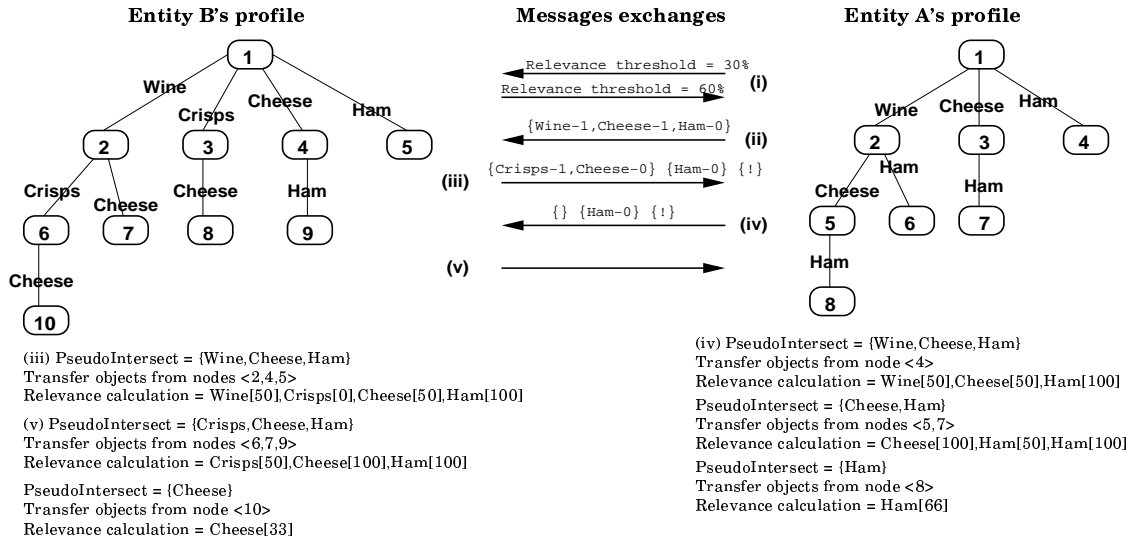 Entity B's profile
Messages exchanges
Entity A's profile
1
Wine
Crisps
Cheese
Ham
2
3
4
5
Crisps
Cheese
Cheese
Ham
6
7
8
9
Cheese
10
Relevance threshold = 30%
(i)
Relevance threshold = 60%
{Wine-1,Cheese-1,Ham-0}
(ii)
{Crisps-1,Cheese-0} {Ham-0} {!}
(iii)
{} {Ham-0} {!}
(iv)
(v)
1
Wine
Cheese
Ham
2
3
4
Cheese
Ham
Ham
5
6
7
Ham
8
(iii) PseudoIntersect = {Wine,Cheese,Ham}
Transfer objects from nodes <2,4,5>
Relevance calculation = Wine[50],Crisps[0],Cheese[50],Ham[100]
(v) PseudoIntersect = {Crisps,Cheese,Ham}
Transfer objects from nodes <6,7,9>
Relevance calculation = Crisps[50],Cheese[100],Ham[100]
PseudoIntersect = {Cheese}
Transfer objects from node <10>
Relevance calculation = Cheese[33]
(iv) PseudoIntersect = {Wine,Cheese,Ham}
Transfer objects from node <4>
Relevance calculation = Wine[50],Cheese[50],Ham[100]
PseudoIntersect = {Cheese,Ham}
Transfer objects from nodes <5,7>
Relevance calculation = Cheese[100],Ham[50],Ham[100]
PseudoIntersect = {Ham}
Transfer objects from node <8>
Relevance calculation = Ham[66]